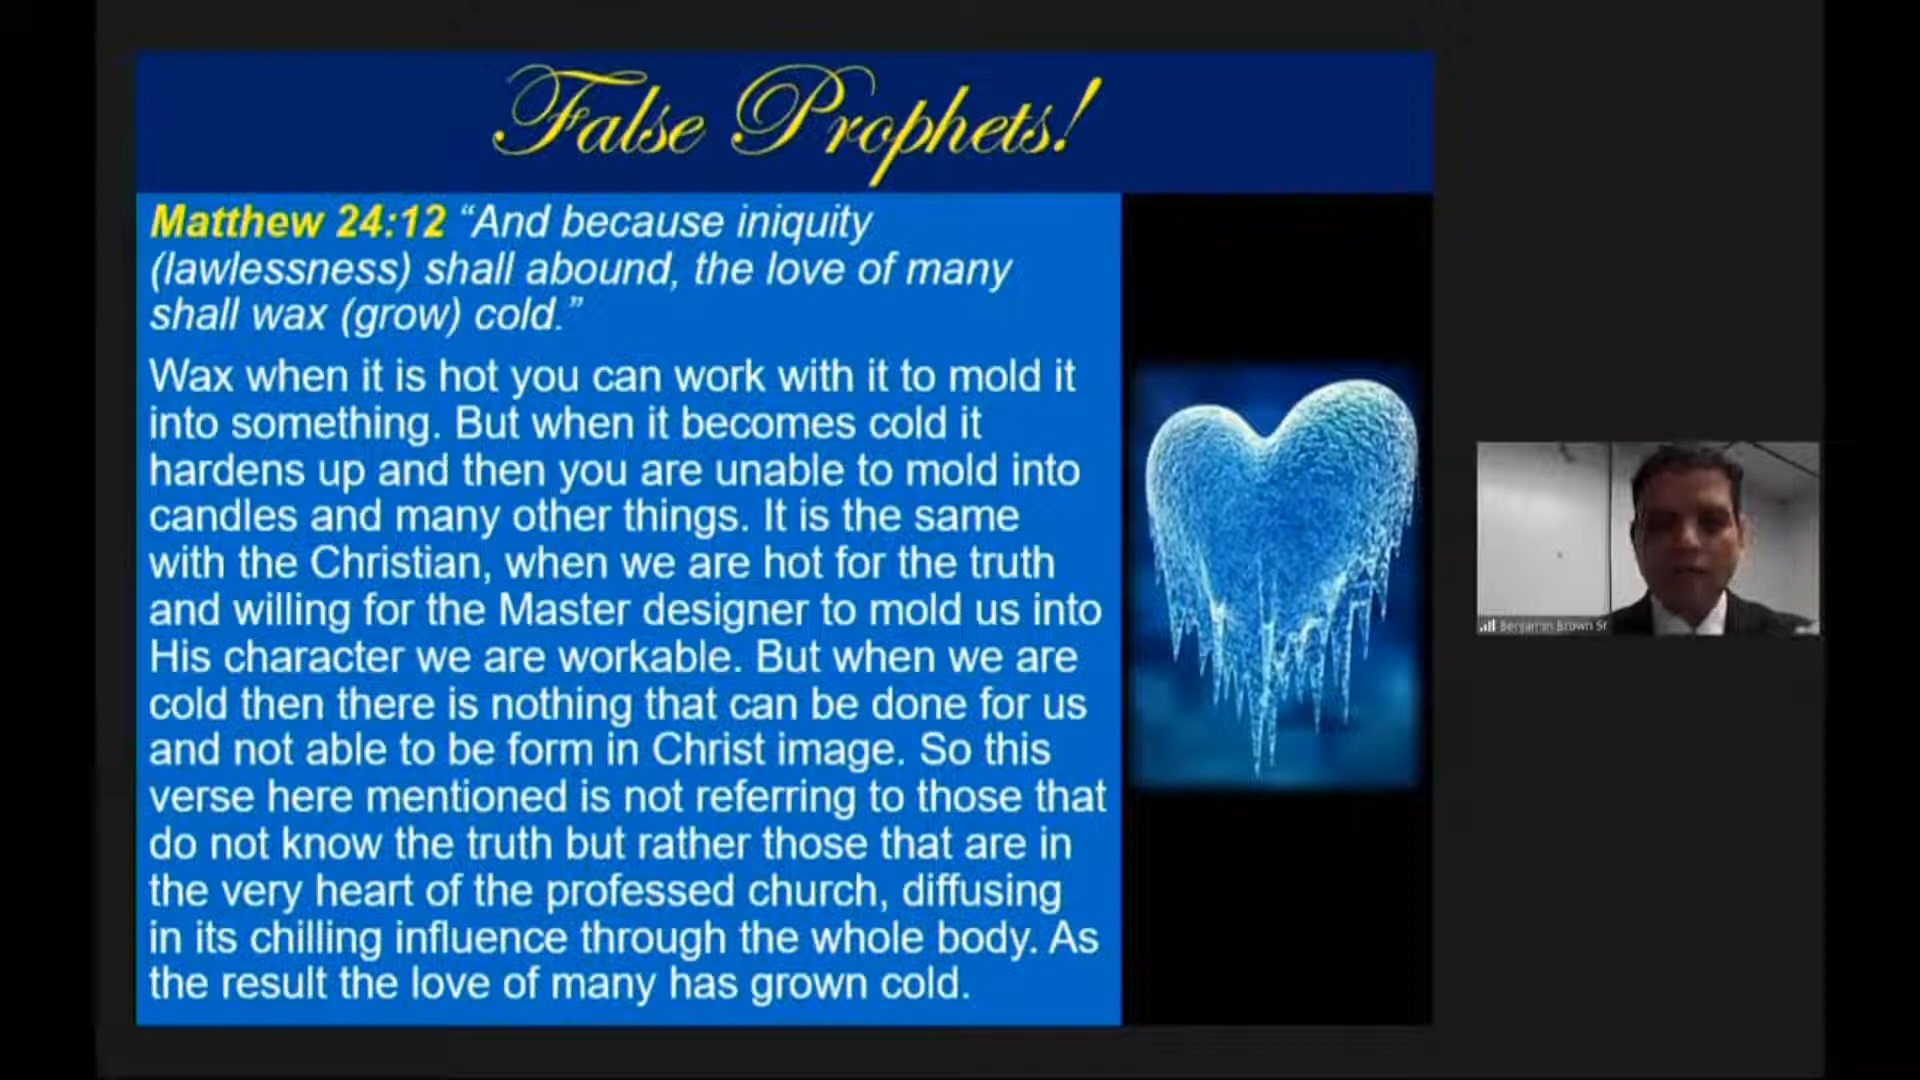 False Prophets!
Matthew 24:12 “And because iniquity
(lawlessness) shall abound, the love of many
shall wax (grow) cold.”
Wax when it is hot you can work with it to mold it
into something. But when it becomes cold it
hardens up and then you are unable to mold into
candles and many other things. It is the same
with the Christian, when we are hot for the truth
and willing for the Master designer to mold us into
His character we are workable. But when we are
cold then there is nothing that can be done for us
and not able to be form in Christ image. So this
verse here mentioned is not referring to those that
do not know the truth but rather those that are in
the very heart of the professed church, diffusing
in its chilling influence through the whole body. As
the result the love of many has grown cold.
Benjamin Brown Sr